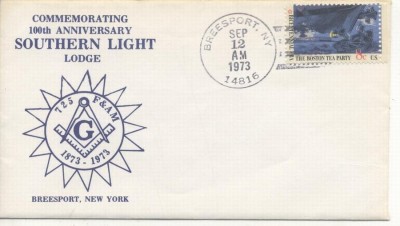 COMMEMORATING
100th ANNIVERSARY
SOUTHERN LIGHT
LODGE
725 F&AM
G
1873-1973
BREESPORT, NEW YORK
BREESPORT, NY
SEP
12
AM
1973
14816
THE BOSTON TEA PARTY 8c U.S.